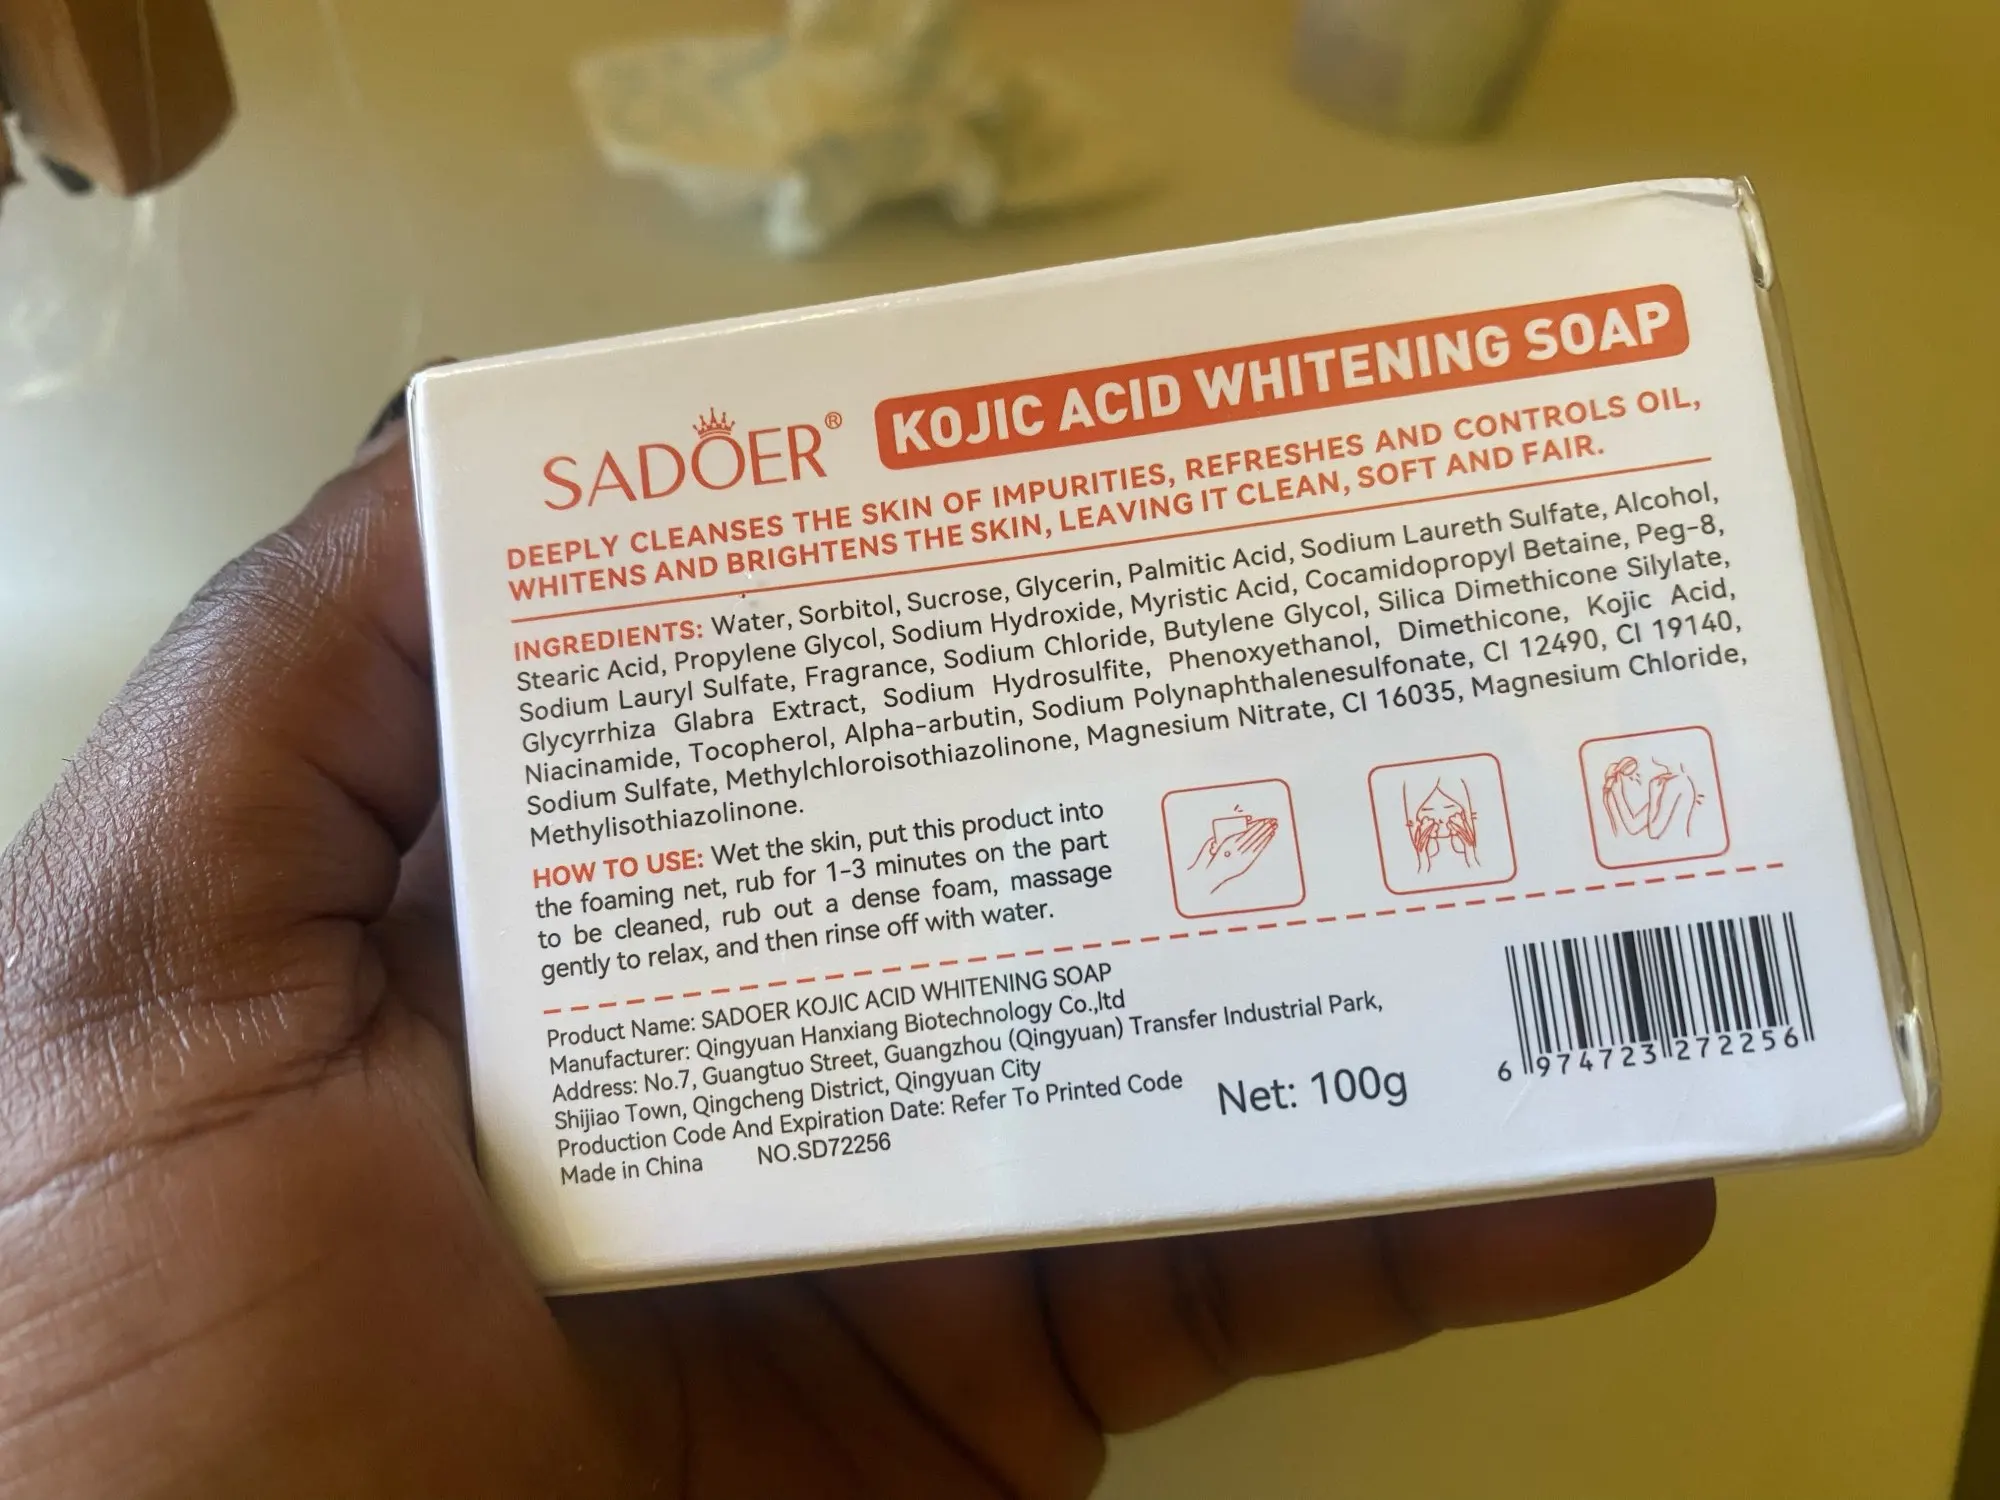 SADOER®
KOJIC ACID WHITENING SOAP
DEEPLY CLEANSES THE SKIN OF IMPURITIES, REFRESHES AND CONTROLS OIL,
WHITENS AND BRIGHTENS THE SKIN, LEAVING IT CLEAN, SOFT AND FAIR.
INGREDIENTS: Water, Sorbitol, Sucrose, Glycerin, Palmitic Acid, Sodium Laureth Sulfate, Alcohol,
Stearic Acid, Propylene Glycol, Sodium Hydroxide, Myristic Acid, Cocamidopropyl Betaine, Peg-8,
Sodium Lauryl Sulfate, Fragrance, Sodium Chloride, Butylene Glycol, Silica Dimethicone Silylate,
Glycyrrhiza Glabra Extract, Sodium Hydrosulfite, Phenoxyethanol, Dimethicone, Kojic Acid,
Niacinamide, Tocopherol, Alpha-arbutin, Sodium Polynaphthalenesulfonate, CI 12490, CI 19140,
Sodium Sulfate, Methylchloroisothiazolinone, Magnesium Nitrate, CI 16035, Magnesium Chloride,
Methylisothiazolinone.
HOW TO USE: Wet the skin, put this product into
the foaming net, rub for 1-3 minutes on the part
to be cleaned, rub out a dense foam, massage
gently to relax, and then rinse off with water.
Product Name: SADOER KOJIC ACID WHITENING SOAP
Manufacturer: Qingyuan Hanxiang Biotechnology Co.,ltd
Address: No.7, Guangtuo Street, Guangzhou (Qingyuan) Transfer Industrial Park,
Shijiao Town, Qingcheng District, Qingyuan City
Production Code And Expiration Date: Refer To Printed Code
Made in China NO.SD72256
Net: 100g
6 974723 272256